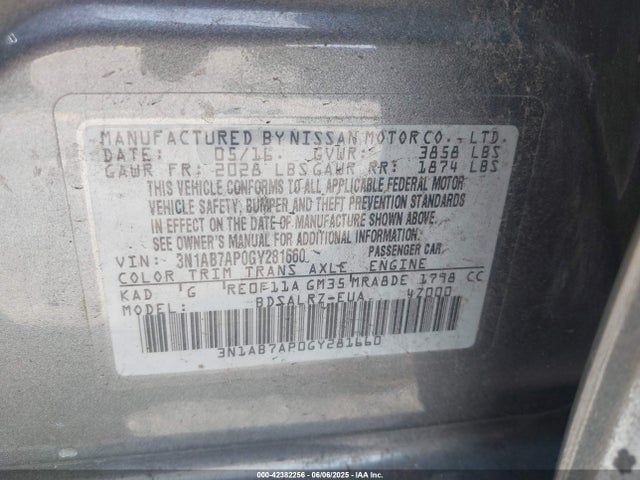 MANUFACTURED BY NISSAN MOTOR CO., LTD.
DATE: 05/16 GVWR: 3858 LBS
GAWR FR: 2028 LBS GAWR RR: 1874 LBS
THIS VEHICLE CONFORMS TO ALL APPLICABLE FEDERAL MOTOR
VEHICLE SAFETY, BUMPER AND THEFT PREVENTION STANDARDS
IN EFFECT ON THE DATE OF MANUFACTURE SHOWN ABOVE.
SEE OWNER'S MANUAL FOR ADDITIONAL INFORMATION.
VIN: 3N1AB7AP0GY281660 PASSENGER CAR
COLOR TRIM TRANS AXLE ENGINE
KAD G RE0F11A GM35 MRA8DE 1798 CC
MODEL: BDSALRZ-EUA 4Z000
3N1AB7AP0GY281660
000-42382256 | 06/06/2025 | IAA Inc.